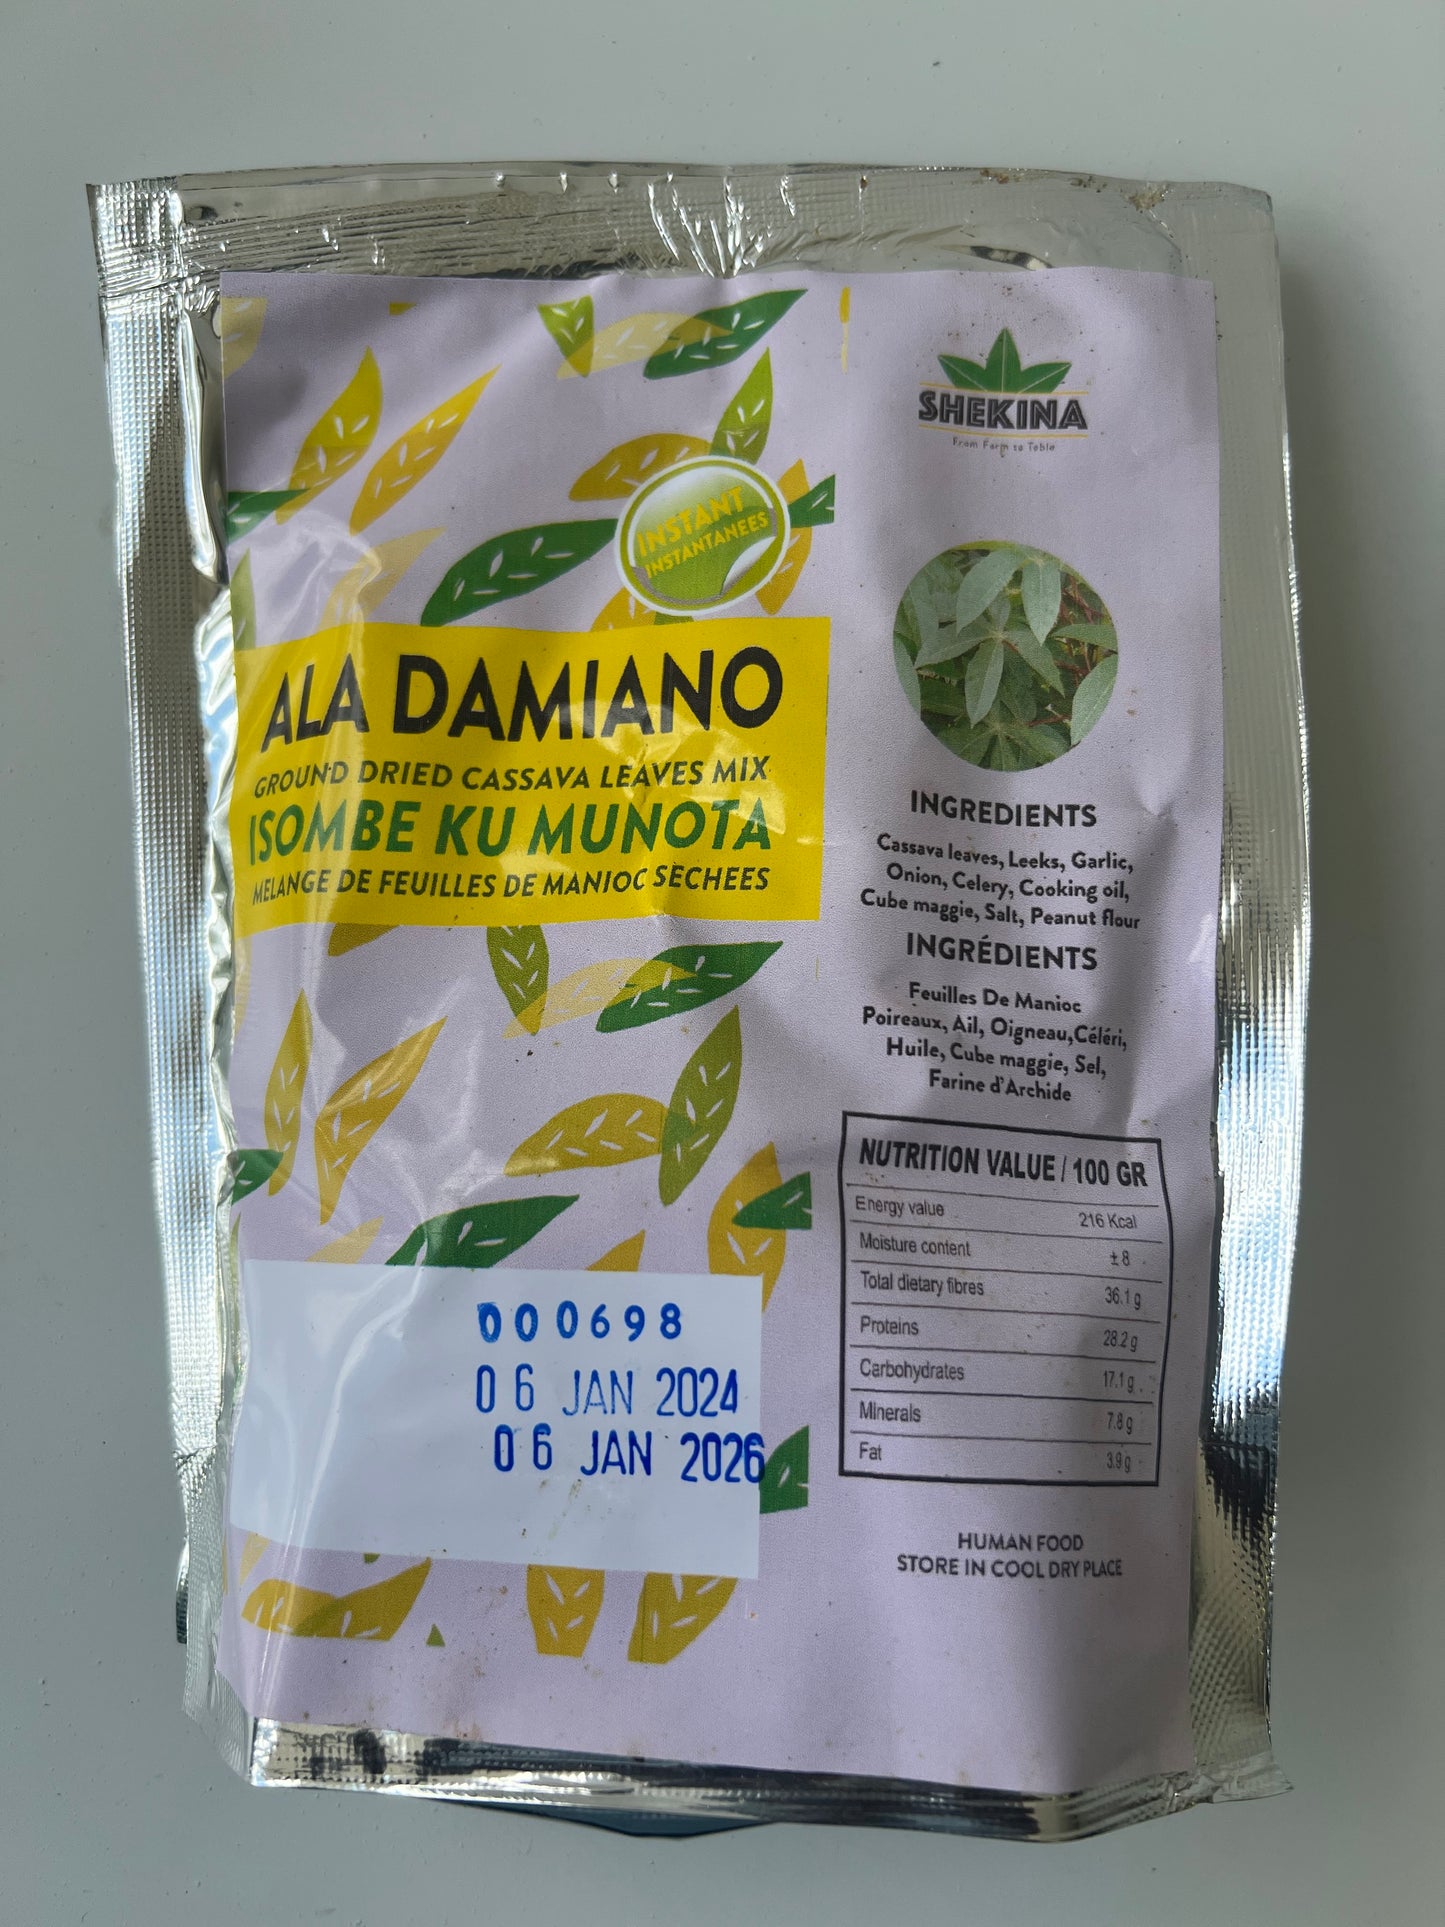 SHEKINA
From Farm to Table
INSTANT
INSTANTANEES
ALA DAMIANO
GROUND DRIED CASSAVA LEAVES MIX
ISOMBE KU MUNOTA
MELANGE DE FEUILLES DE MANIOC SECHEES
000698
06 JAN 2024
06 JAN 2026
INGREDIENTS
Cassava leaves, Leeks, Garlic,
Onion, Celery, Cooking oil,
Cube maggie, Salt, Peanut flour
INGRÉDIENTS
Feuilles De Manioc
Poireaux, Ail, Oigneau,Céléri,
Huile, Cube maggie, Sel,
Farine d'Archide
NUTRITION VALUE / 100 GR
Energy value 216 Kcal
Moisture content ± 8
Total dietary fibres 36.1 g
Proteins 28.2 g
Carbohydrates 17.1 g
Minerals 7.8 g
Fat 3.9 g
HUMAN FOOD
STORE IN COOL DRY PLACE